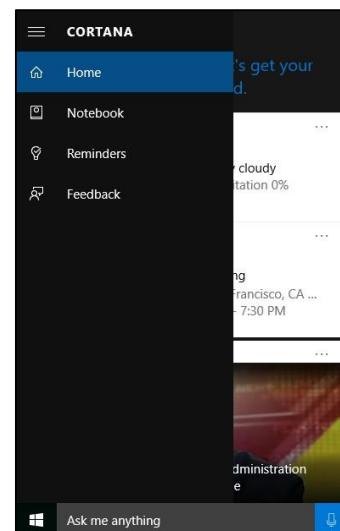 CORTANA
Home
Notebook
Reminders
Feedback
's get your
d.
...
cloudy
itation 0%
...
ng
Francisco, CA ...
- 7:30 PM
...
dministration
e
Ask me anything